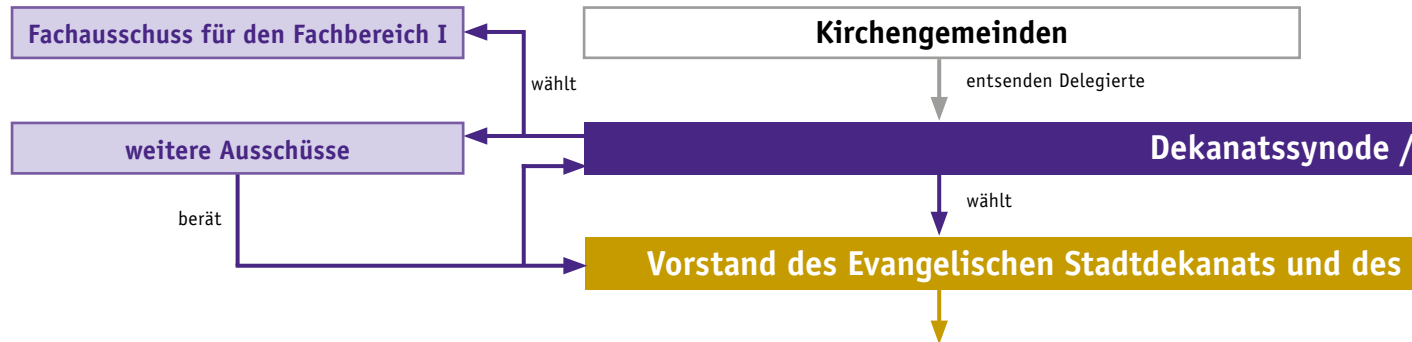 Fachausschuss für den Fachbereich I
Kirchengemeinden
wählt
entsenden Delegierte
weitere Ausschüsse
Dekanatssynode /
berät
wählt
Vorstand des Evangelischen Stadtdekanats und des